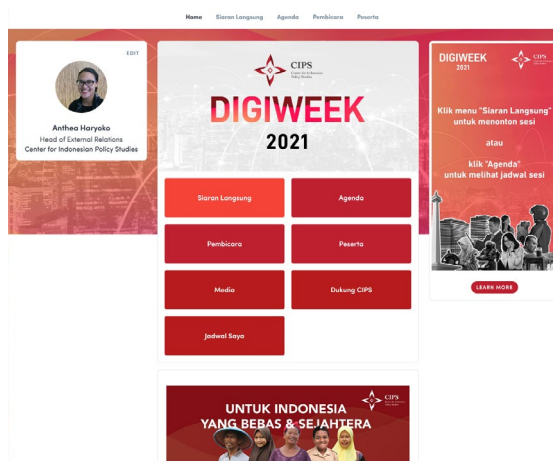 Home Siaran Langsung Agenda Pembicara Peserta
EDIT
Anthea Haryoko
Head of External Relations
Center for Indonesian Policy Studies
CIPS
Center for Indonesian
Policy Studies
DIGIWEEK
2021
Siaran Langsung
Agenda
Pembicara
Peserta
Media
Dukung CIPS
Jadwal Saya
CIPS
UNTUK INDONESIA
YANG BEBAS & SEJAHTERA
DIGIWEEK
2021
CIPS
Klik menu "Siaran Langsung"
untuk menonton sesi
atau
klik "Agenda"
untuk melihat jadwal sesi
LEARN MORE